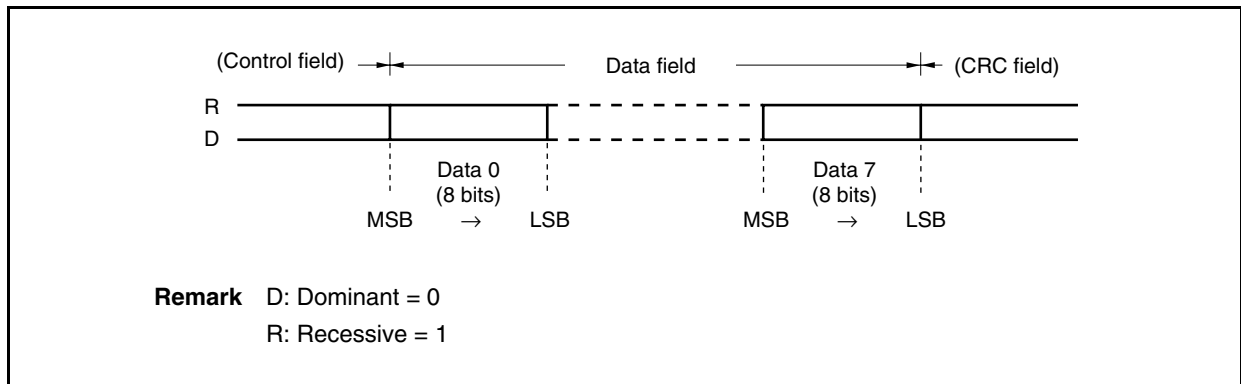 (Control field) Data field (CRC field)
R
D
Data 0 Data 7
(8 bits) (8 bits)
MSB → LSB MSB → LSB
Remark D: Dominant = 0
R: Recessive = 1